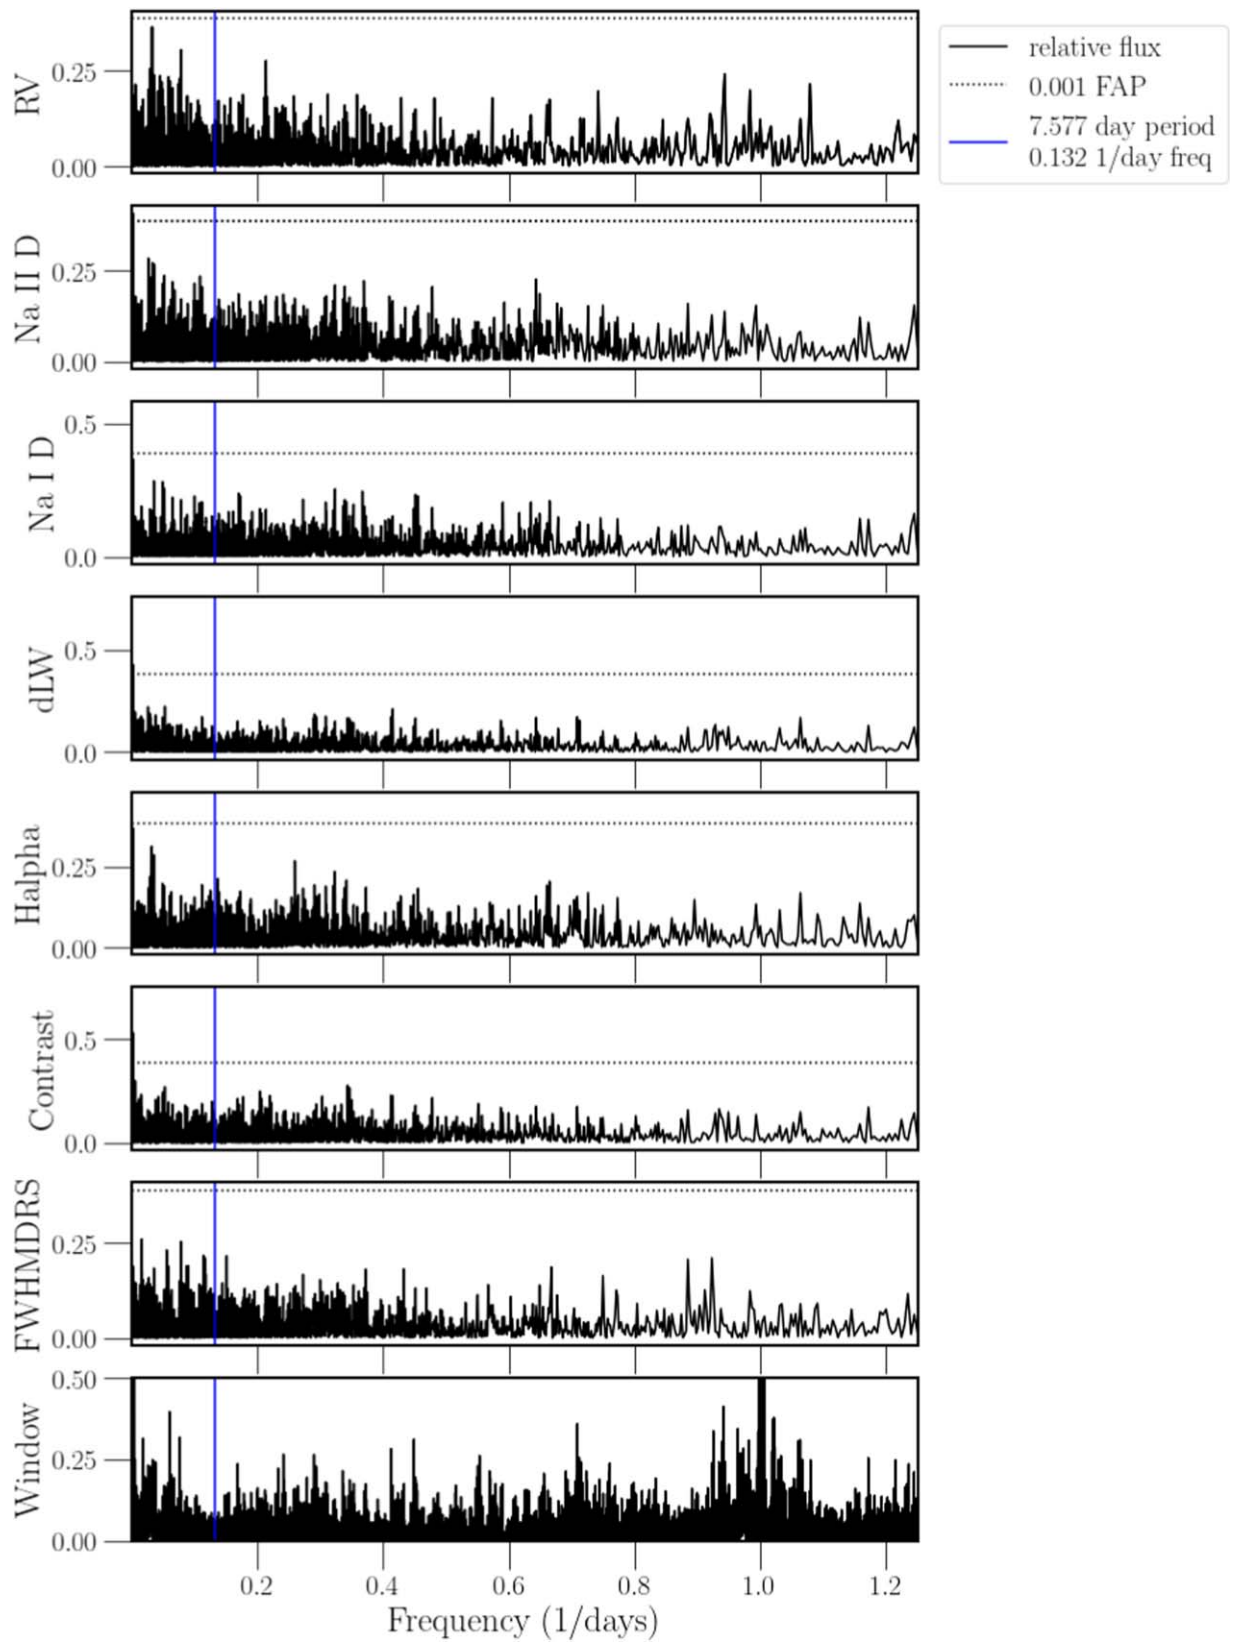 RV
0.25
0.00
relative flux
0.001 FAP
7.577 day period
0.132 1/day freq
Na II D
0.25
0.00
Na I D
0.5
0.0
dLW
0.5
0.0
Halpha
0.25
0.00
Contrast
0.5
0.0
FWHMDRS
0.25
0.00
Window
0.50
0.25
0.00
0.2 0.4 0.6 0.8 1.0 1.2
Frequency (1/days)